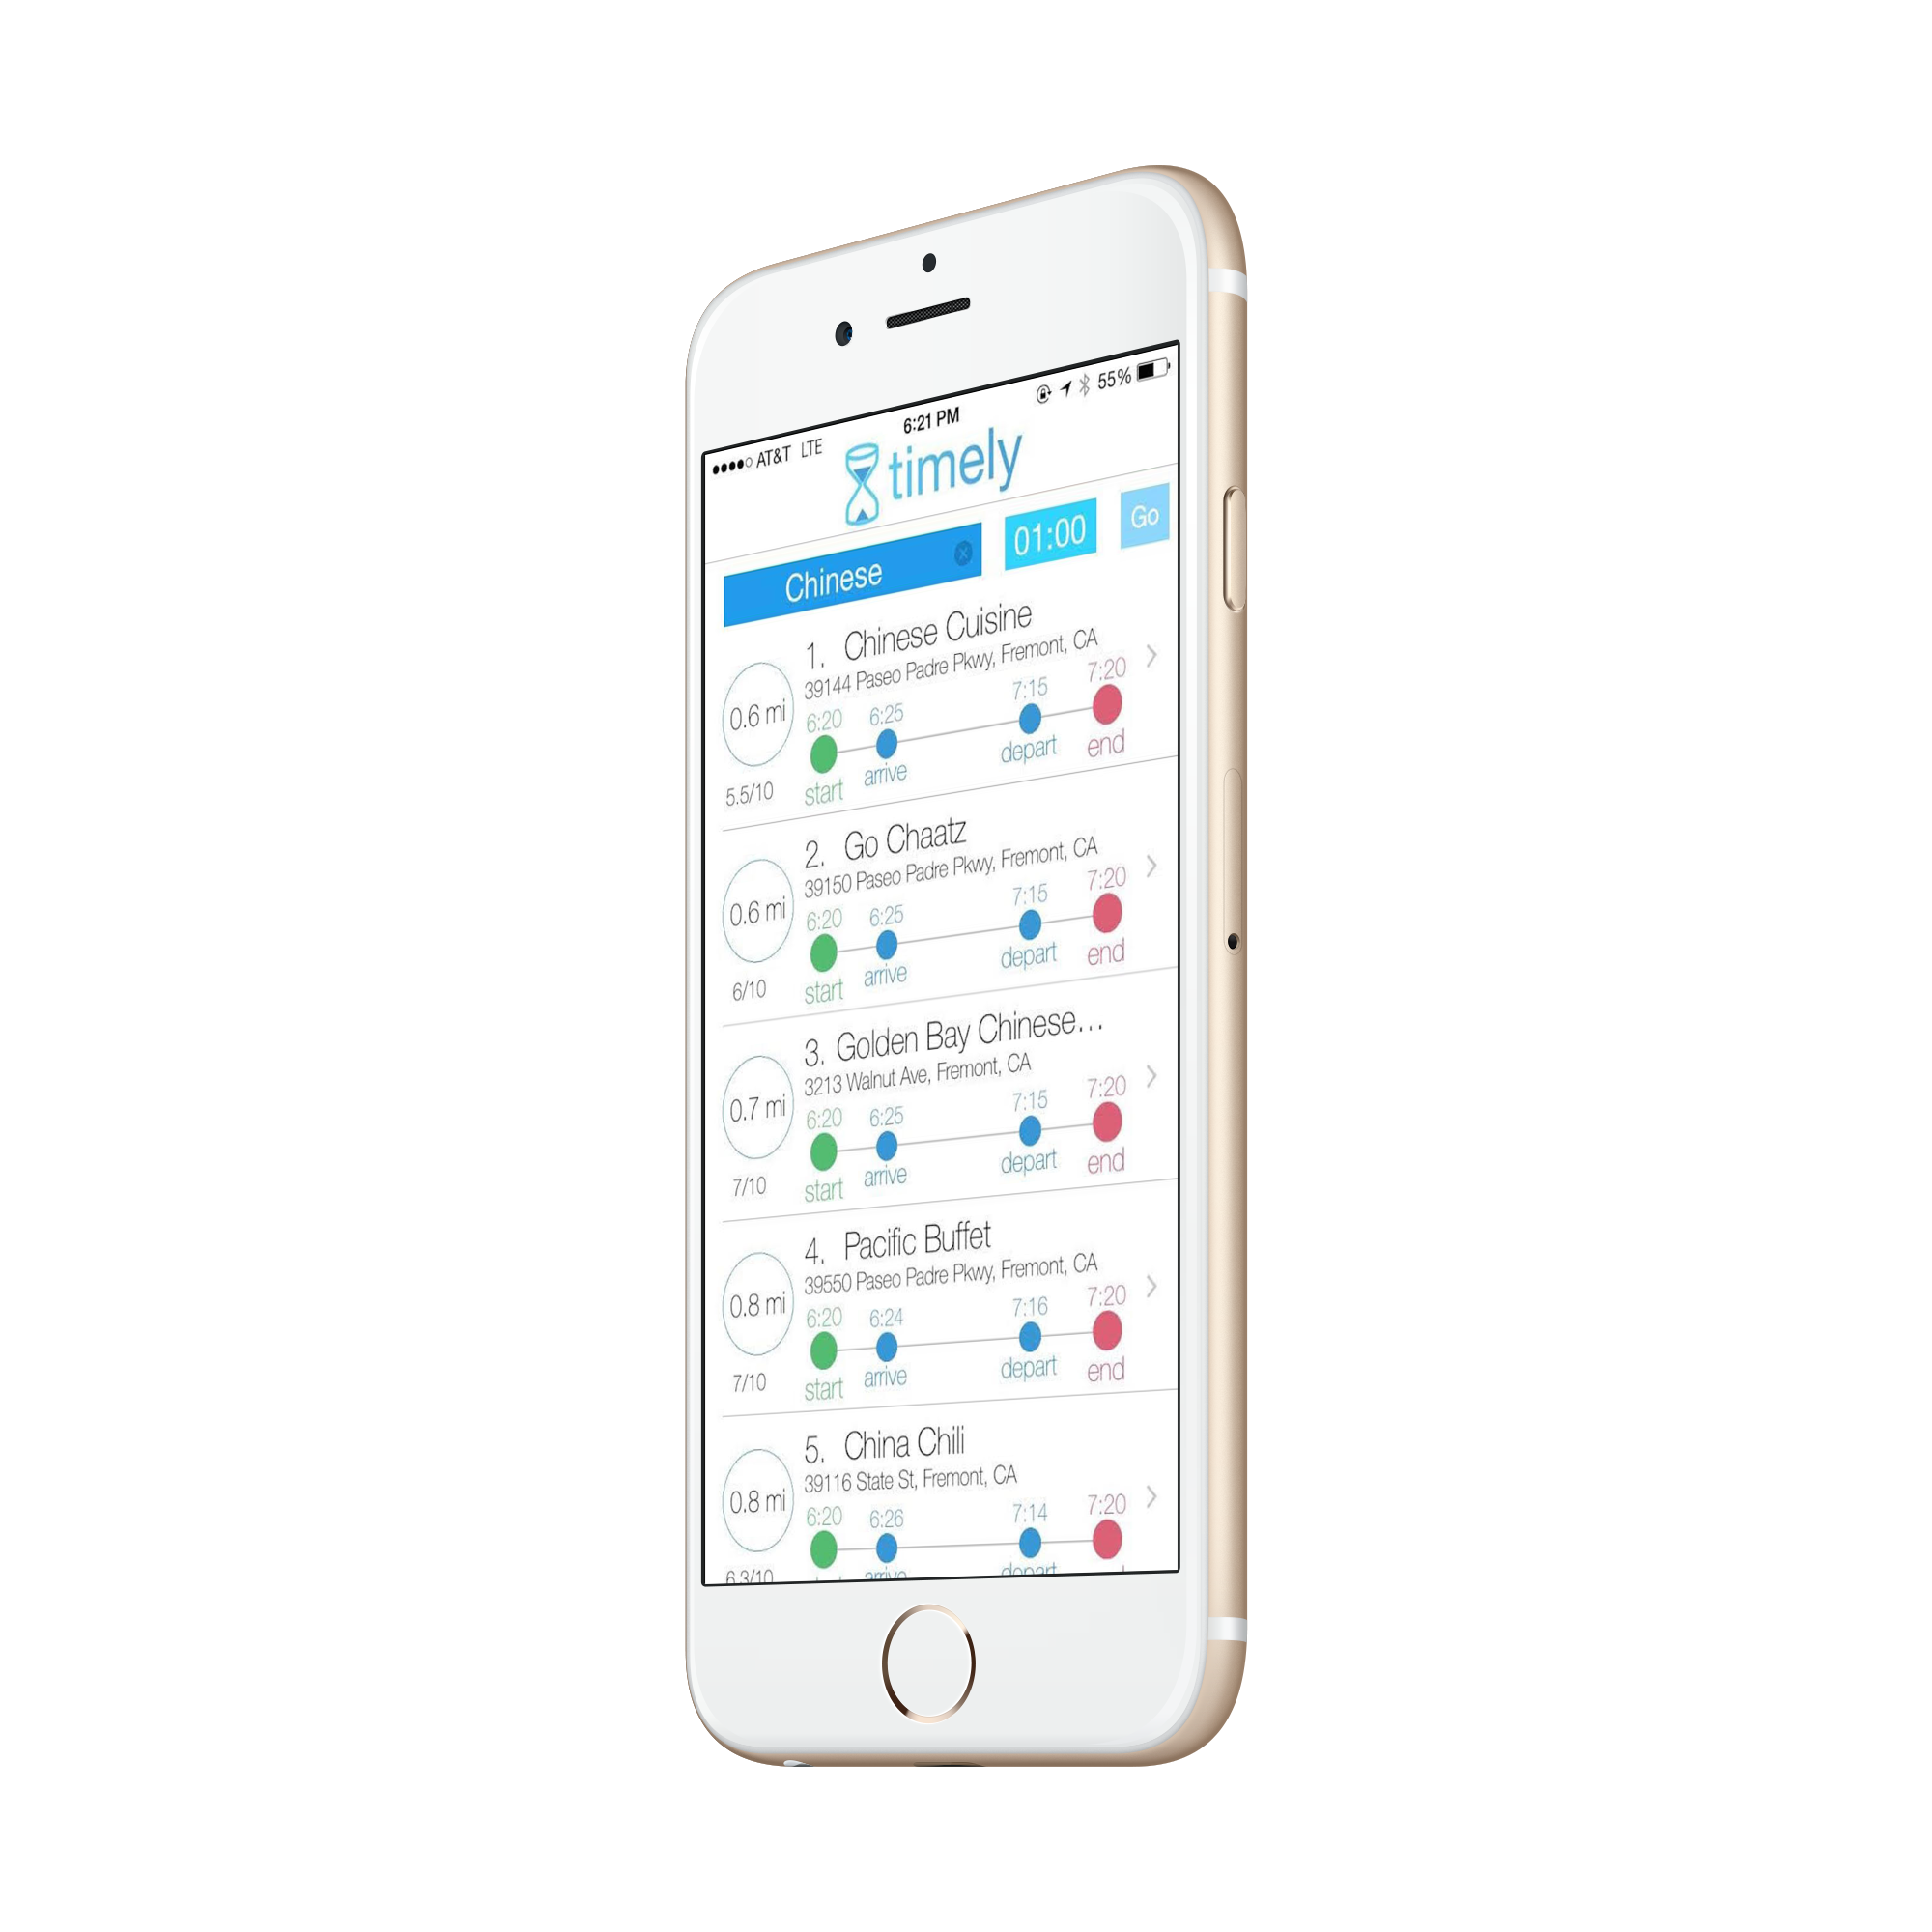 AT&T LTE 6:21 PM 55%
timely
Chinese 01:00 Go
1. Chinese Cuisine
39144 Paseo Padre Pkwy, Fremont, CA
6:20 6:25 7:15 7:20
start arrive depart end
0.6 mi
5.5/10
2. Go Chaatz
39150 Paseo Padre Pkwy, Fremont, CA
6:20 6:25 7:15 7:20
start arrive depart end
0.6 mi
6/10
3. Golden Bay Chinese...
3213 Walnut Ave, Fremont, CA
6:20 6:25 7:15 7:20
start arrive depart end
0.7 mi
7/10
4. Pacific Buffet
39550 Paseo Padre Pkwy, Fremont, CA
6:20 6:24 7:16 7:20
start arrive depart end
0.8 mi
7/10
5. China Chili
39116 State St, Fremont, CA
6:20 6:26 7:14 7:20
arrive depart
0.8 mi
6.3/10